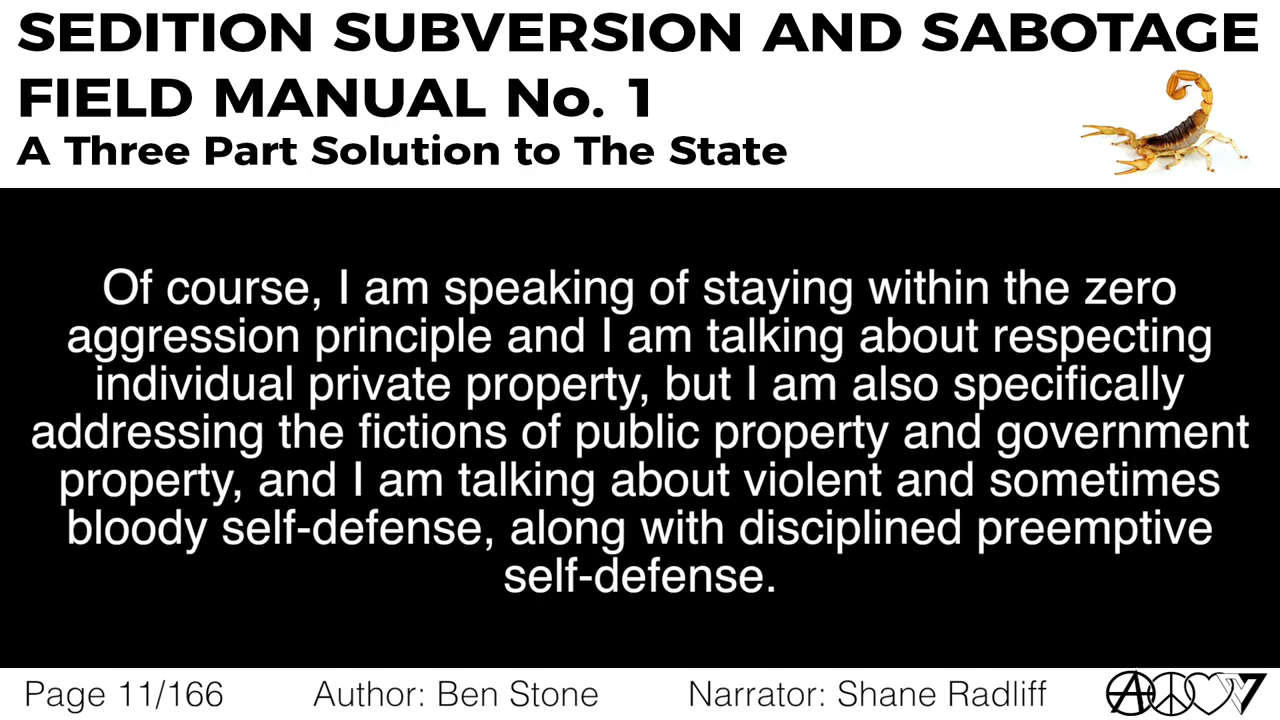 SEDITION SUBVERSION AND SABOTAGE
FIELD MANUAL No. 1
A Three Part Solution to The State
Of course, I am speaking of staying within the zero
aggression principle and I am talking about respecting
individual private property, but I am also specifically
addressing the fictions of public property and government
property, and I am talking about violent and sometimes
bloody self-defense, along with disciplined preemptive
self-defense.
Page 11/166
Author: Ben Stone
Narrator: Shane Radliff